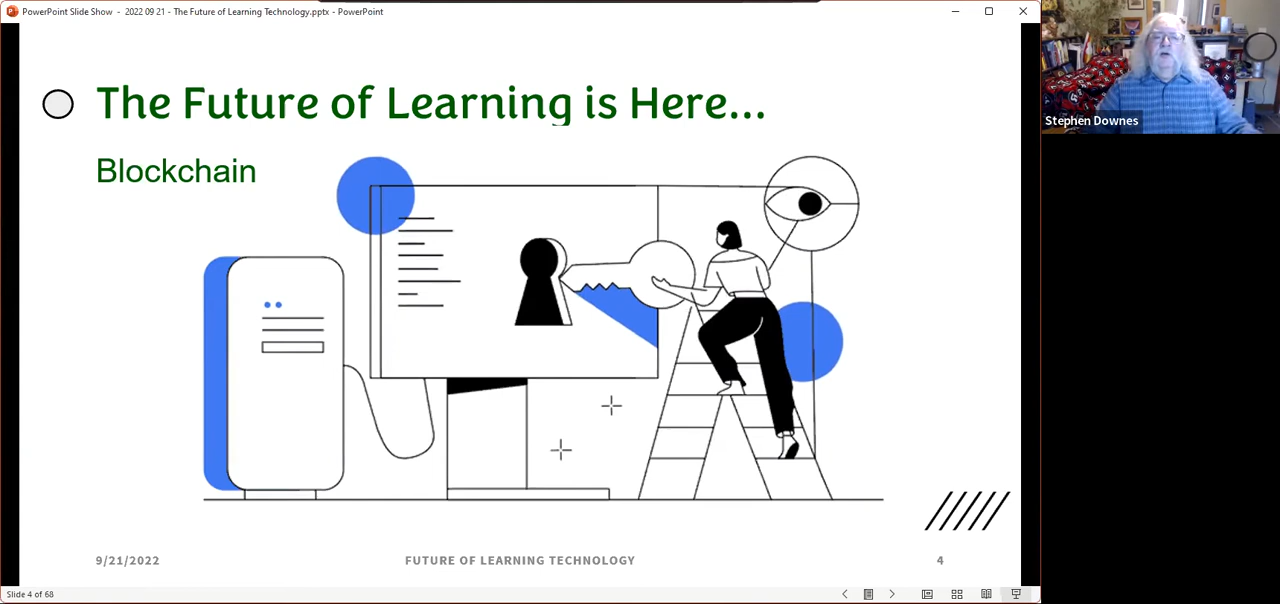 PowerPoint Slide Show - 2022 09 21 - The Future of Learning Technology.pptx - PowerPoint
The Future of Learning is Here...
Blockchain
9/21/2022
FUTURE OF LEARNING TECHNOLOGY
4
Slide 4 of 68
Stephen Downes